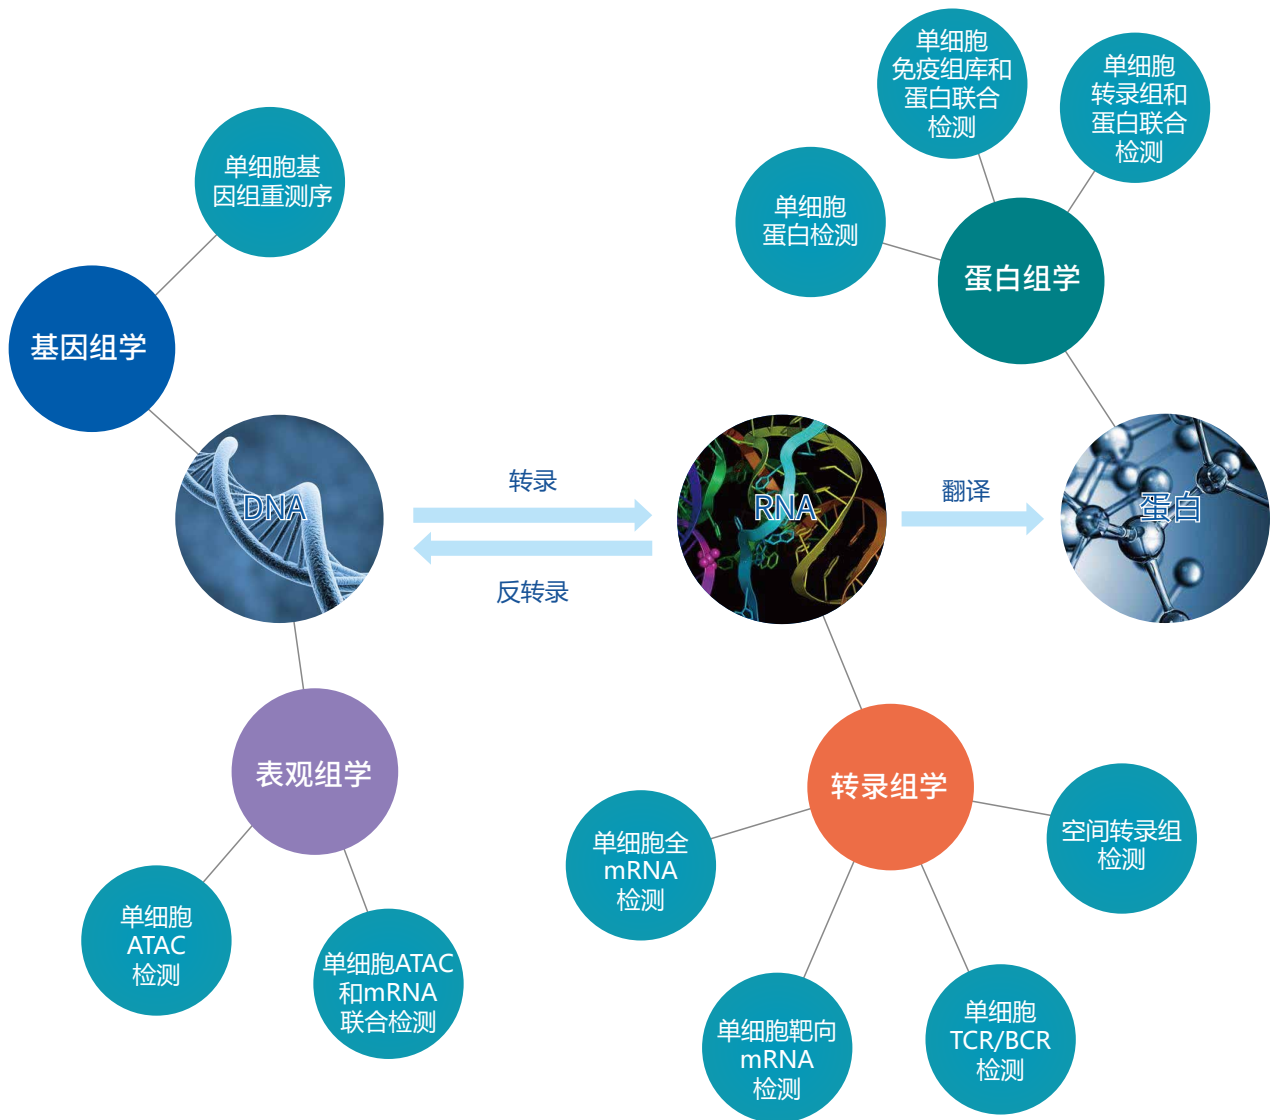 单细胞
免疫组库和
蛋白联合
检测
单细胞
转录组和
蛋白联合
检测
单细胞基
因组重测序
单细胞
蛋白检测
蛋白组学
基因组学
DNA
转录
反转录
RNA
翻译
蛋白
表观组学
转录组学
单细胞全
mRNA
检测
空间转录组
检测
单细胞
ATAC
检测
单细胞ATAC
和mRNA
联合检测
单细胞靶向
mRNA
检测
单细胞
TCR/BCR
检测